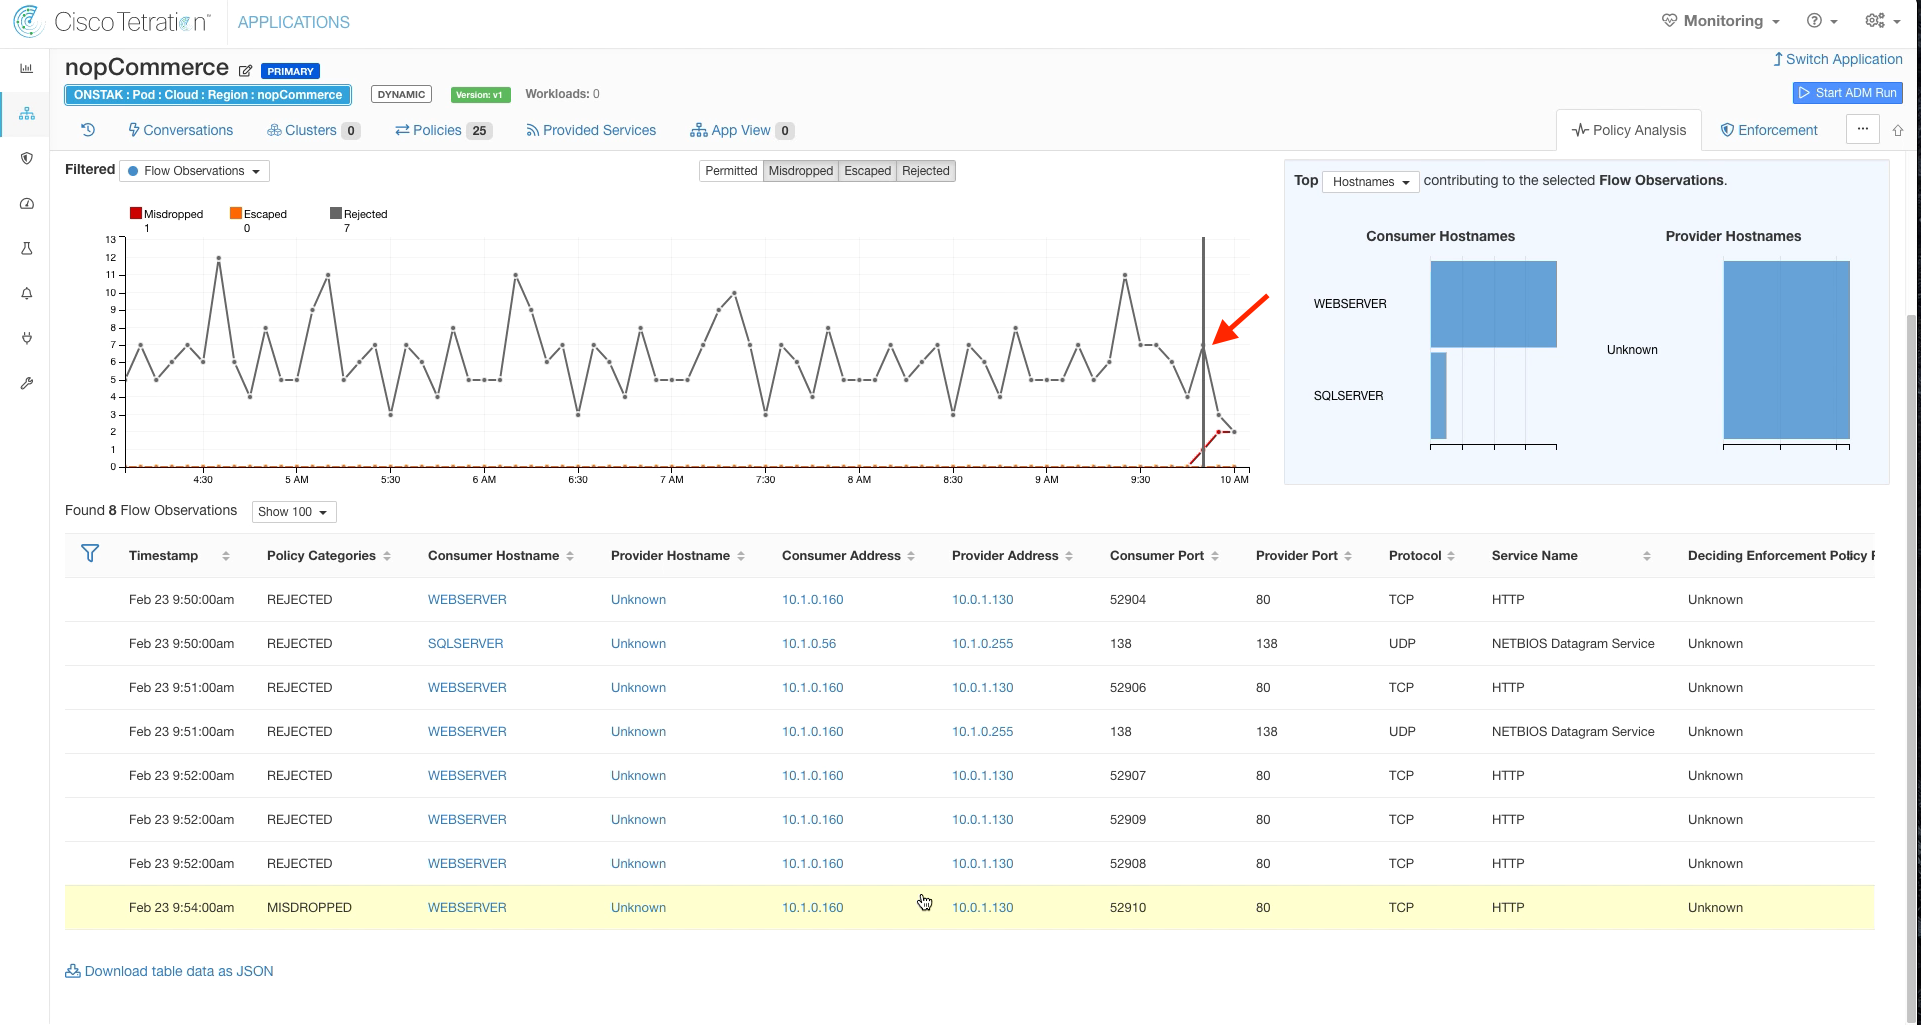 Cisco Tetration™ APPLICATIONS Monitoring
nopCommerce PRIMARY Switch Application
ONSTAK : Pod : Cloud : Region : nopCommerce DYNAMIC Version: v1 Workloads: 0 Start ADM Run
Conversations Clusters 0 Policies 25 Provided Services App View 0 Policy Analysis Enforcement ...
Filtered Flow Observations Permitted Misdropped Escaped Rejected
Top Hostnames contributing to the selected Flow Observations.
Misdropped Escaped Rejected
1 0 7
Consumer Hostnames Provider Hostnames
13
12
11
10
9
8
7
6
5
4
3
2
1
0
WEBSERVER
Unknown
SQLSERVER
4:30 5 AM 5:30 6 AM 6:30 7 AM 7:30 8 AM 8:30 9 AM 9:30 10 AM
Found 8 Flow Observations Show 100
Timestamp Policy Categories Consumer Hostname Provider Hostname Consumer Address Provider Address Consumer Port Provider Port Protocol Service Name Deciding Enforcement Policy F
Feb 23 9:50:00am REJECTED WEBSERVER Unknown 10.1.0.160 10.0.1.130 52904 80 TCP HTTP Unknown
Feb 23 9:50:00am REJECTED SQLSERVER Unknown 10.1.0.56 10.1.0.255 138 138 UDP NETBIOS Datagram Service Unknown
Feb 23 9:51:00am REJECTED WEBSERVER Unknown 10.1.0.160 10.0.1.130 52906 80 TCP HTTP Unknown
Feb 23 9:51:00am REJECTED WEBSERVER Unknown 10.1.0.160 10.1.0.255 138 138 UDP NETBIOS Datagram Service Unknown
Feb 23 9:52:00am REJECTED WEBSERVER Unknown 10.1.0.160 10.0.1.130 52907 80 TCP HTTP Unknown
Feb 23 9:52:00am REJECTED WEBSERVER Unknown 10.1.0.160 10.0.1.130 52909 80 TCP HTTP Unknown
Feb 23 9:52:00am REJECTED WEBSERVER Unknown 10.1.0.160 10.0.1.130 52908 80 TCP HTTP Unknown
Feb 23 9:54:00am MISDROPPED WEBSERVER Unknown 10.1.0.160 10.0.1.130 52910 80 TCP HTTP Unknown
Download table data as JSON